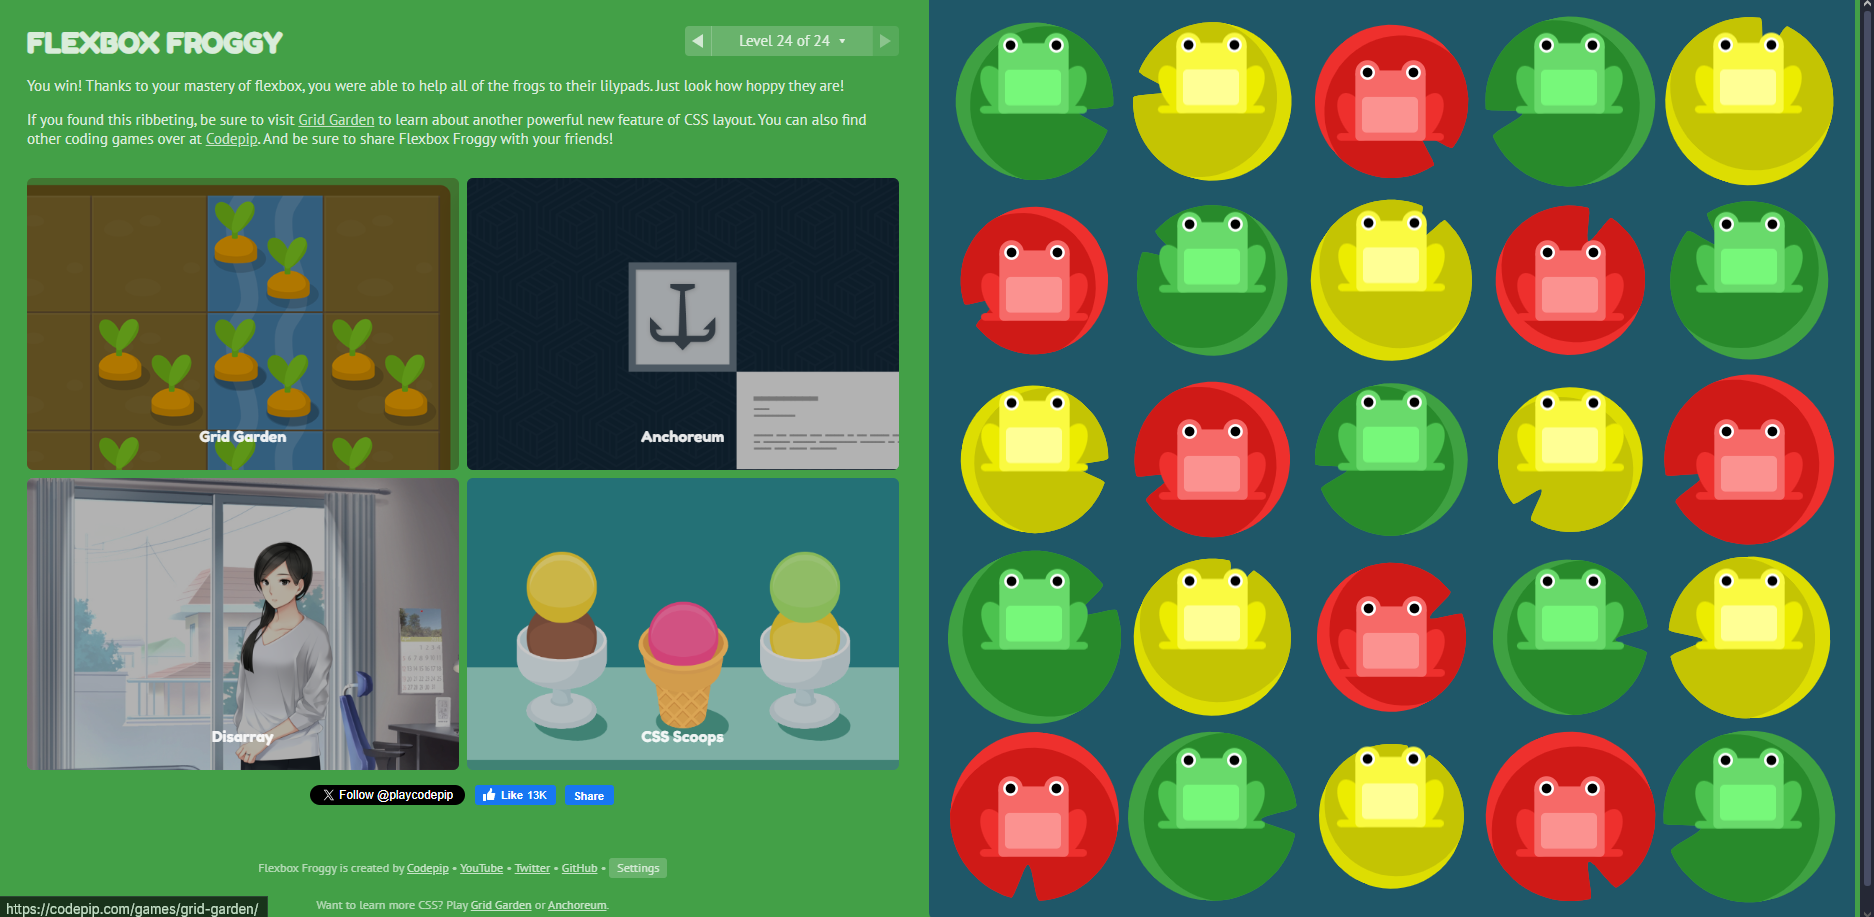 FLEXBOX FROGGY
Level 24 of 24
You win! Thanks to your mastery of flexbox, you were able to help all of the frogs to their lilypads. Just look how hoppy they are!
If you found this ribbeting, be sure to visit Grid Garden to learn about another powerful new feature of CSS layout. You can also find
other coding games over at Codepip. And be sure to share Flexbox Froggy with your friends!
Grid Garden
Anchoreum
Disarray
CSS Scoops
Follow @playcodepip
Like 13K
Share
Flexbox Froggy is created by Codepip • YouTube • Twitter • GitHub • Settings
Want to learn more CSS? Play Grid Garden or Anchoreum.
https://codepip.com/games/grid-garden/